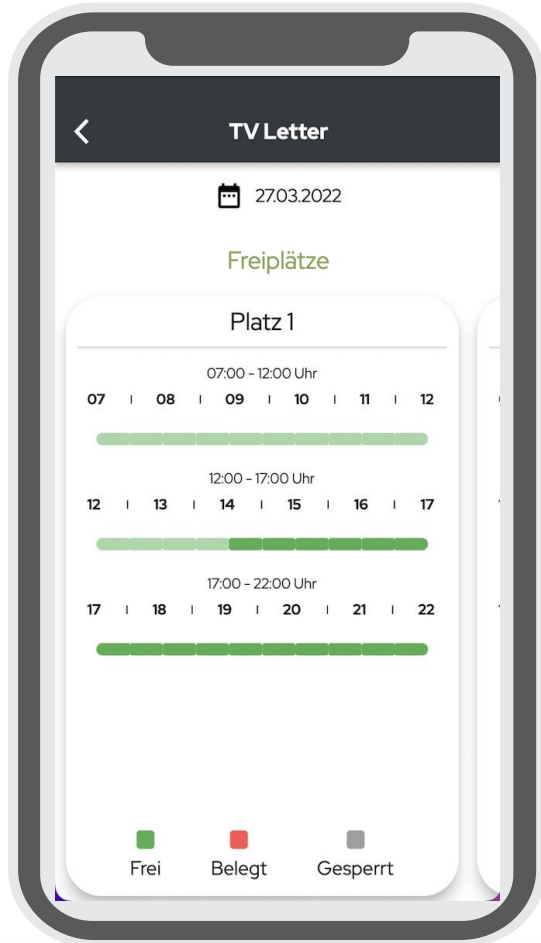 TV Letter
27.03.2022
Freiplätze
Platz 1
07:00 - 12:00 Uhr
07 08 09 10 11 12
12:00 - 17:00 Uhr
12 13 14 15 16 17
17:00 - 22:00 Uhr
17 18 19 20 21 22
Frei Belegt Gesperrt